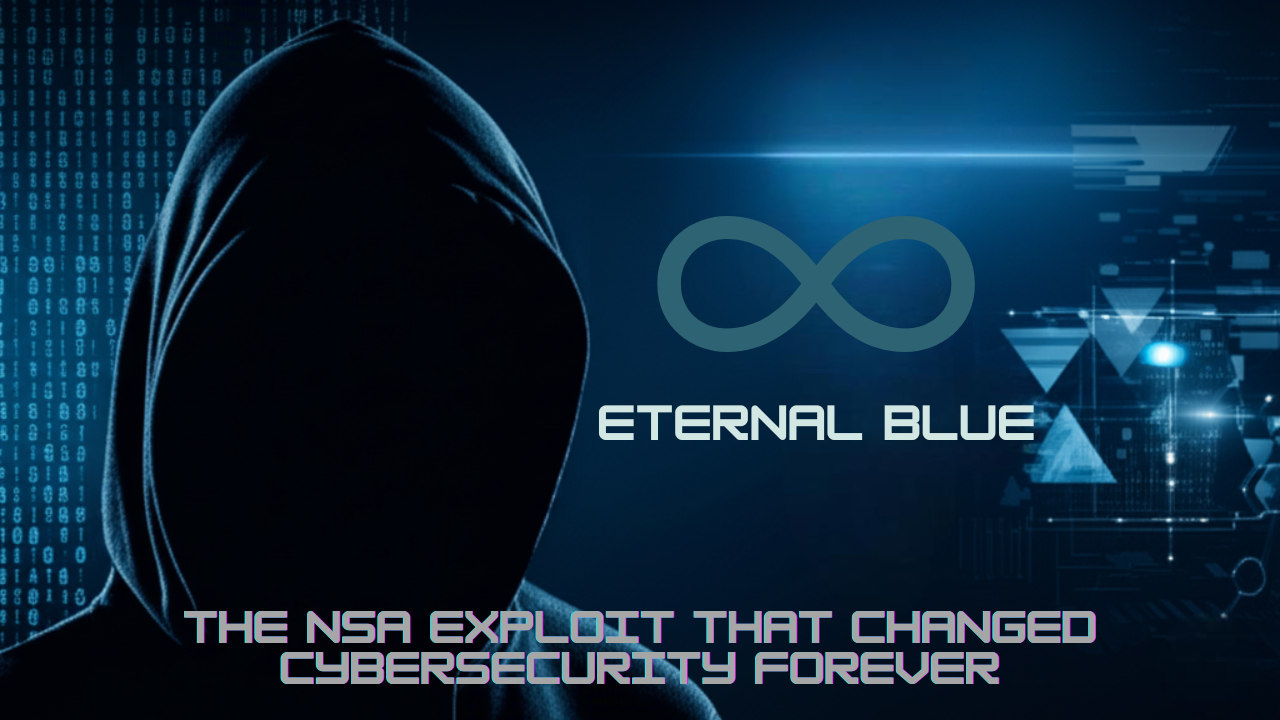 ETERNAL BLUE
THE NSA EXPLOIT THAT CHANGED
CYBERSECURITY FOREVER